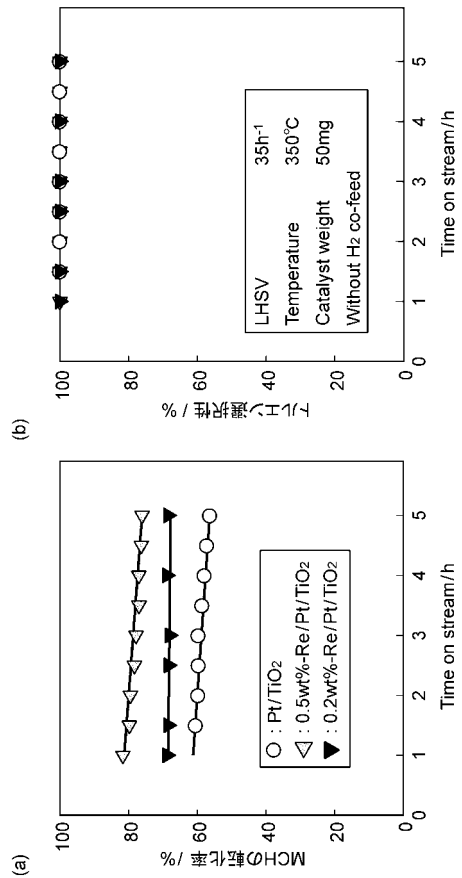 (a)
MCHの転化率 / %
100
80
60
40
20
0
○ : Pt/TiO2
▽ : 0.5wt%-Re/Pt/TiO2
▼ : 0.2wt%-Re/Pt/TiO2
0 1 2 3 4 5
Time on stream/h
(b)
トルエン選択性 / %
100
80
60
40
20
0
LHSV 35h-1
Temperature 350℃
Catalyst weight 50mg
Without H2 co-feed
0 1 2 3 4 5
Time on stream/h